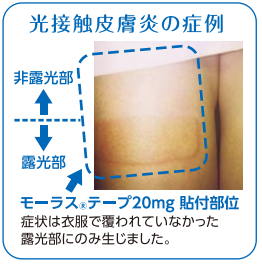 光接触皮膚炎の症例
非露光部
露光部
モーラス®テープ20mg 貼付部位
症状は衣服で覆われていなかった
露光部にのみ生じました。